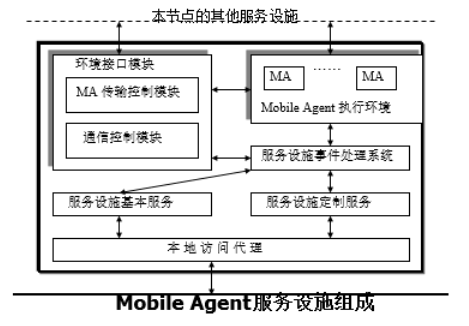 本节点的其他服务设施
环境接口模块
MA 传输控制模块
通信控制模块
MA
……
MA
Mobile Agent 执行环境
服务设施事件处理系统
服务设施基本服务
服务设施定制服务
本地访问代理
Mobile Agent服务设施组成